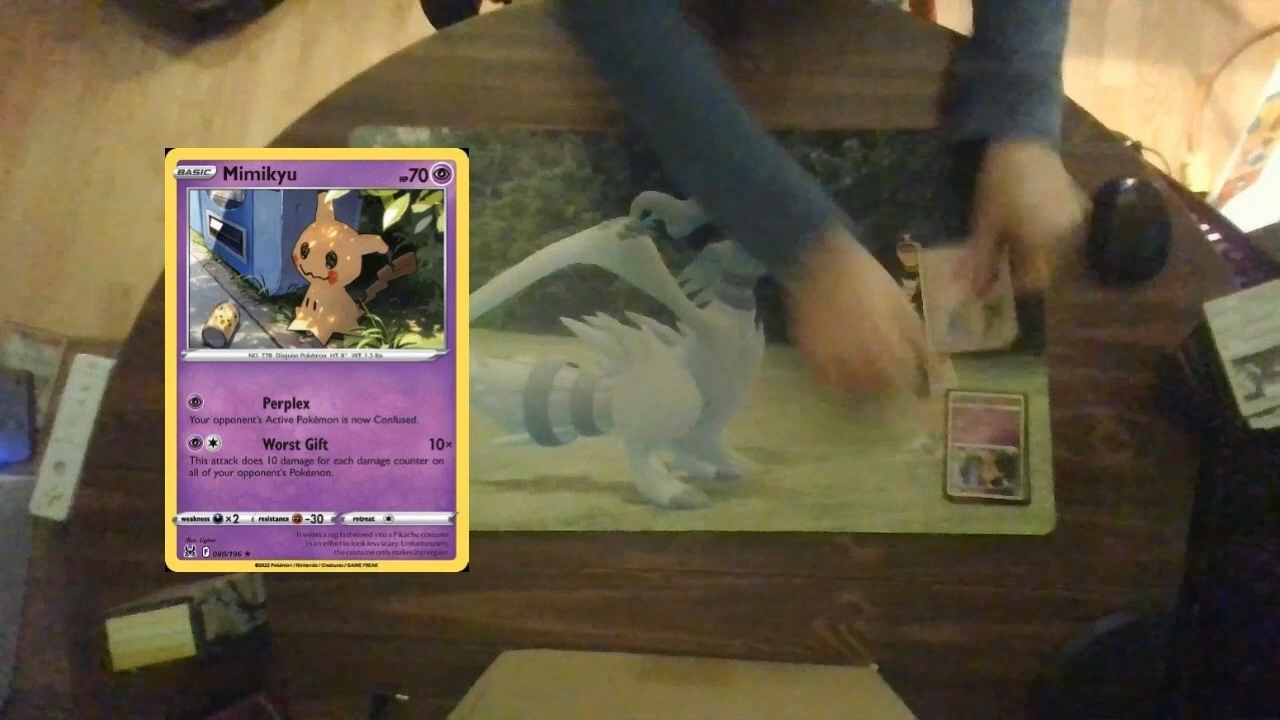 BASIC Mimikyu HP70
NO. 778 Disguise Pokémon HT: 8" WT: 1.5 lbs.
Perplex
Your opponent's Active Pokémon is now Confused.
Worst Gift 10×
This attack does 10 damage for each damage counter on
all of your opponent's Pokémon.
weakness ×2 resistance -30 retreat
It wears a rag fashioned into a Pikachu costume
in an effort to look less scary. Unfortunately,
the costume only makes it creepier.
F 080/196 ★
©2022 Pokémon / Nintendo / Creatures / GAME FREAK